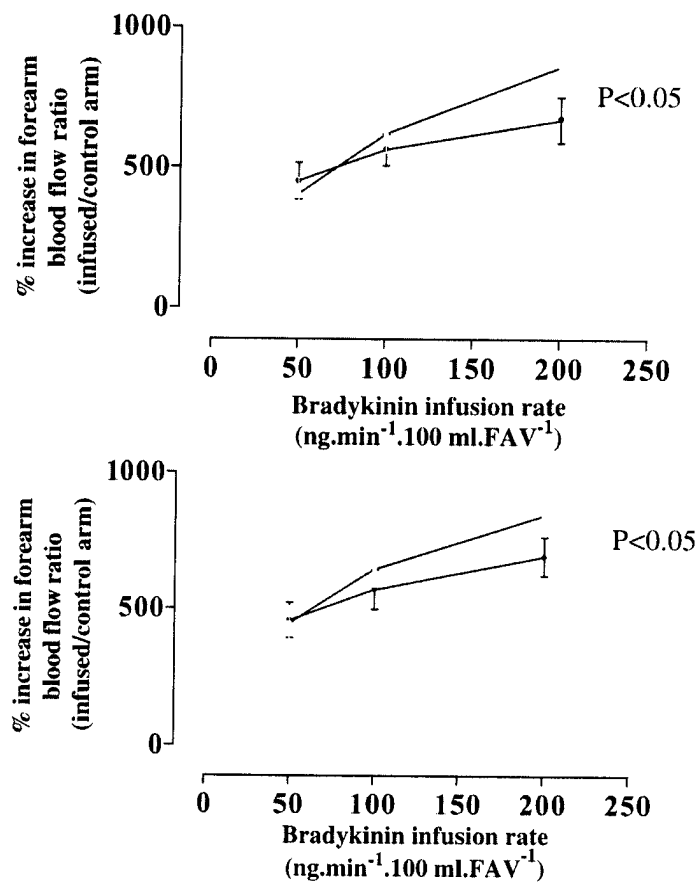 1000
500
0
% increase in forearm
blood flow ratio
(infused/control arm)
P<0.05
0 50 100 150 200 250
Bradykinin infusion rate
(ng.min-1.100 ml.FAV-1)
1000
500
0
% increase in forearm
blood flow ratio
(infused/control arm)
P<0.05
0 50 100 150 200 250
Bradykinin infusion rate
(ng.min-1.100 ml.FAV-1)